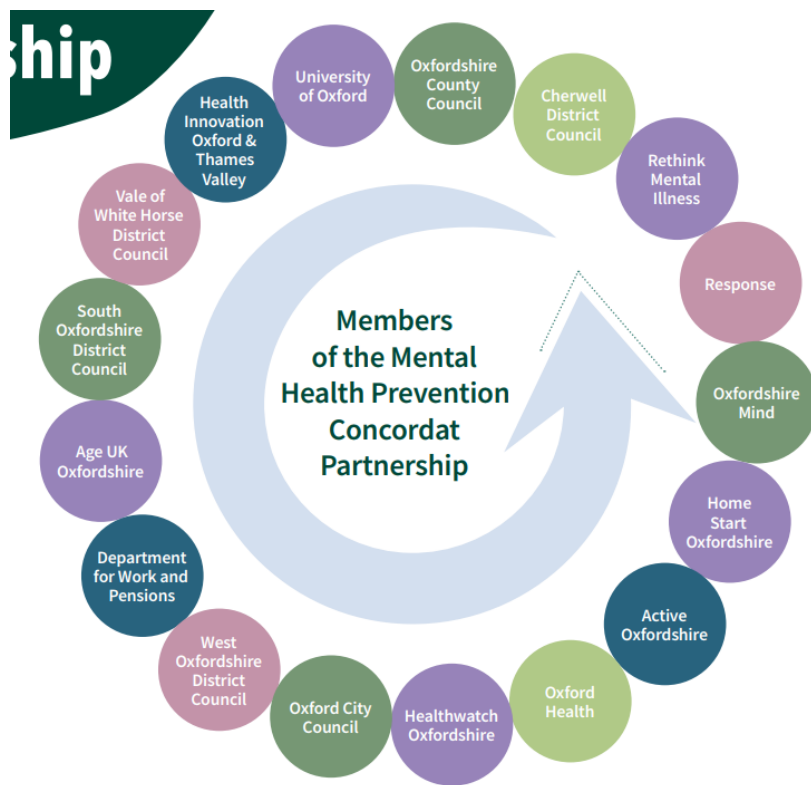 ship
University
of Oxford
Oxfordshire
County
Council
Cherwell
District
Council
Rethink
Mental
Illness
Response
Oxfordshire
Mind
Home
Start
Oxfordshire
Active
Oxfordshire
Oxford
Health
Healthwatch
Oxfordshire
Oxford City
Council
West
Oxfordshire
District
Council
Department
for Work and
Pensions
Age UK
Oxfordshire
South
Oxfordshire
District
Council
Vale of
White Horse
District
Council
Health
Innovation
Oxford &
Thames
Valley
Members
of the Mental
Health Prevention
Concordat
Partnership